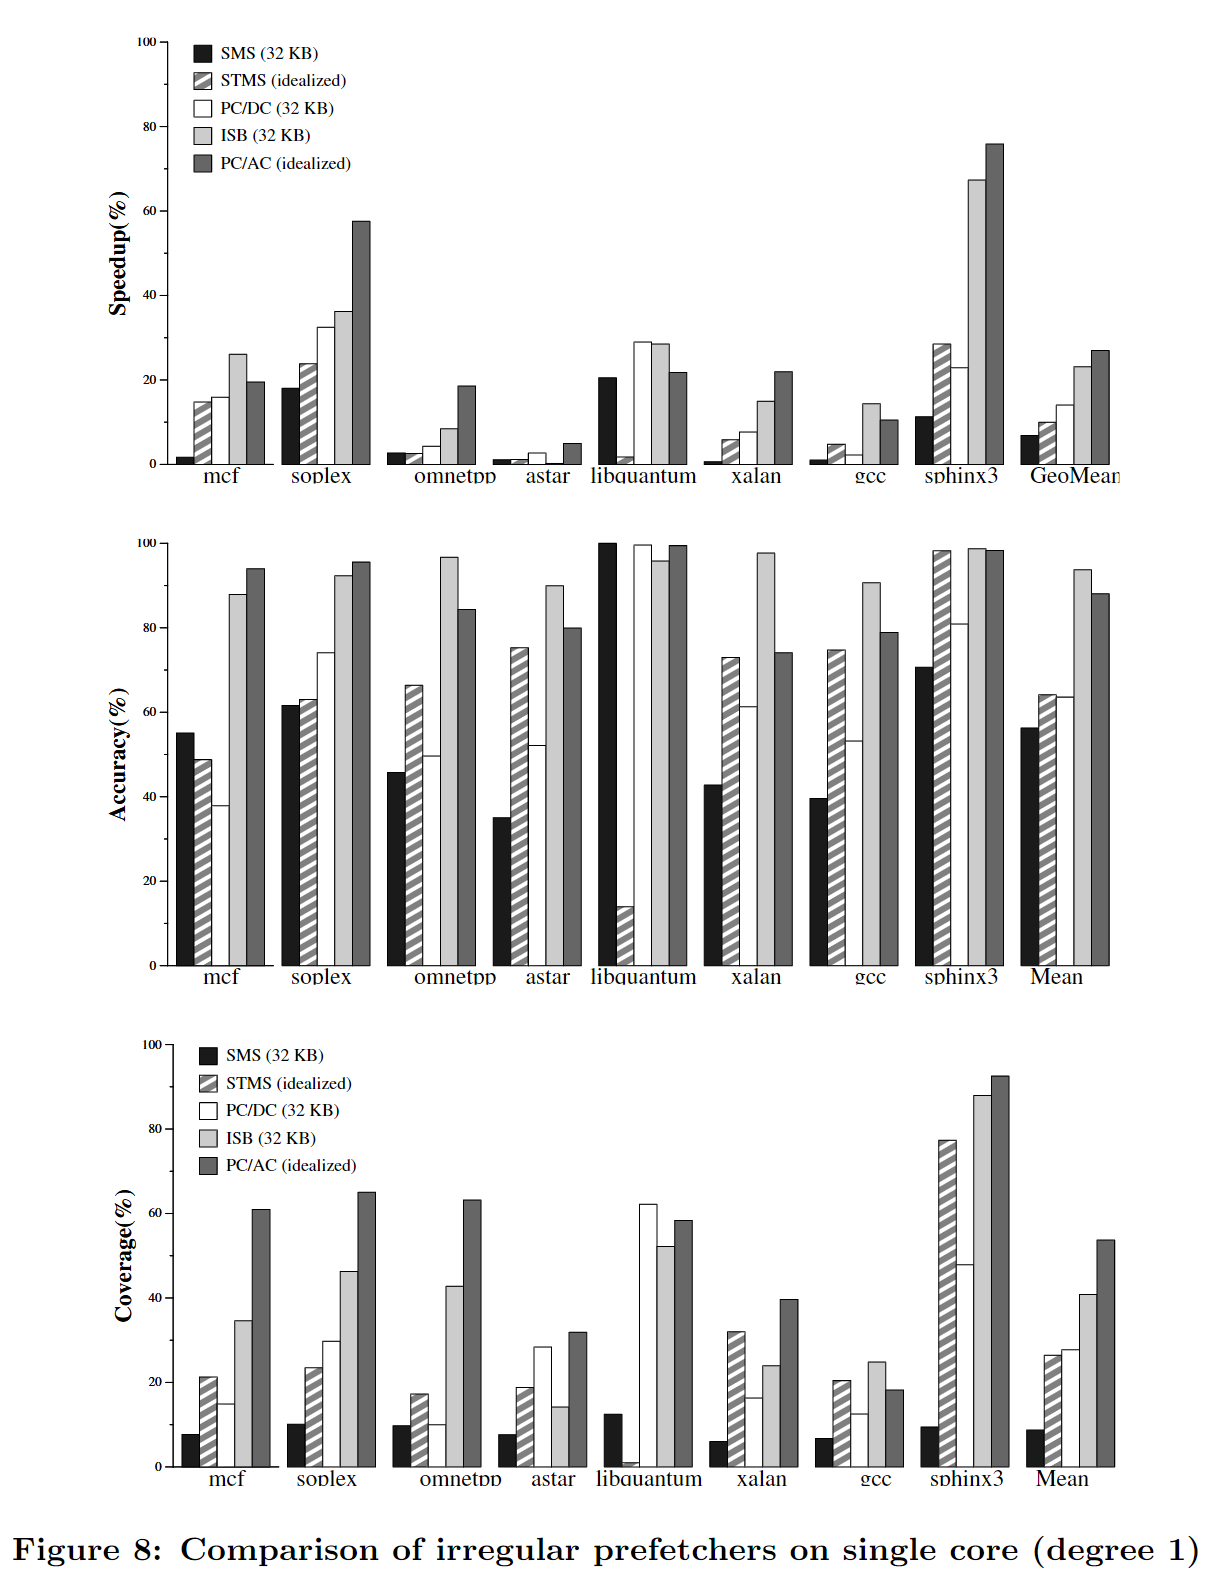 100
80
60
40
20
0
Speedup(%)
SMS (32 KB)
STMS (idealized)
PC/DC (32 KB)
ISB (32 KB)
PC/AC (idealized)
mcf soplex omnetpp astar libquantum xalan gcc sphinx3 GeoMean
100
80
60
40
20
0
Accuracy(%)
mcf soplex omnetpp astar libquantum xalan gcc sphinx3 Mean
100
80
60
40
20
0
Coverage(%)
SMS (32 KB)
STMS (idealized)
PC/DC (32 KB)
ISB (32 KB)
PC/AC (idealized)
mcf soplex omnetpp astar libquantum xalan gcc sphinx3 Mean
Figure 8: Comparison of irregular prefetchers on single core (degree 1)